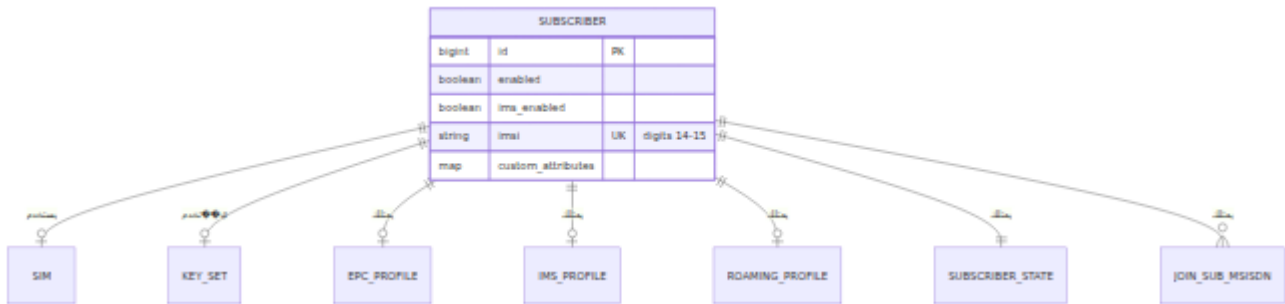 SUBSCRIBER
bigint id PK
boolean enabled
boolean ims_enabled
string imsi UK digits 14-15
map custom_attributes
SIM KEY_SET EPC_PROFILE IMS_PROFILE ROAMING_PROFILE SUBSCRIBER_STATE JOIN_SUB_MSISDN